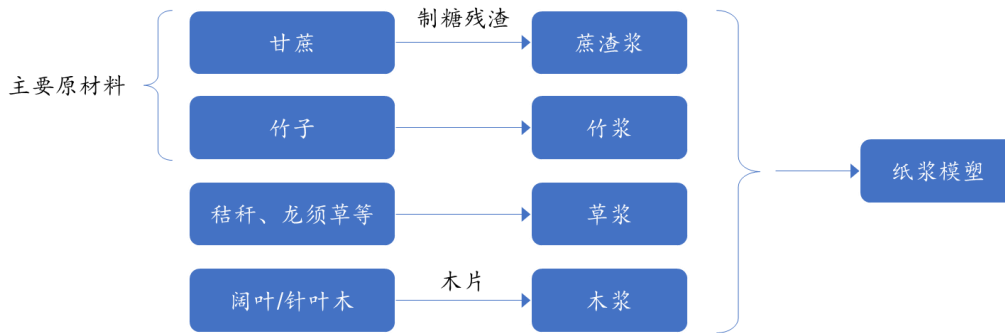 制糖残渣
甘蔗
蔗渣浆
主要原材料
竹子
竹浆
纸浆模塑
秸秆、龙须草等
草浆
木片
阔叶/针叶木
木浆